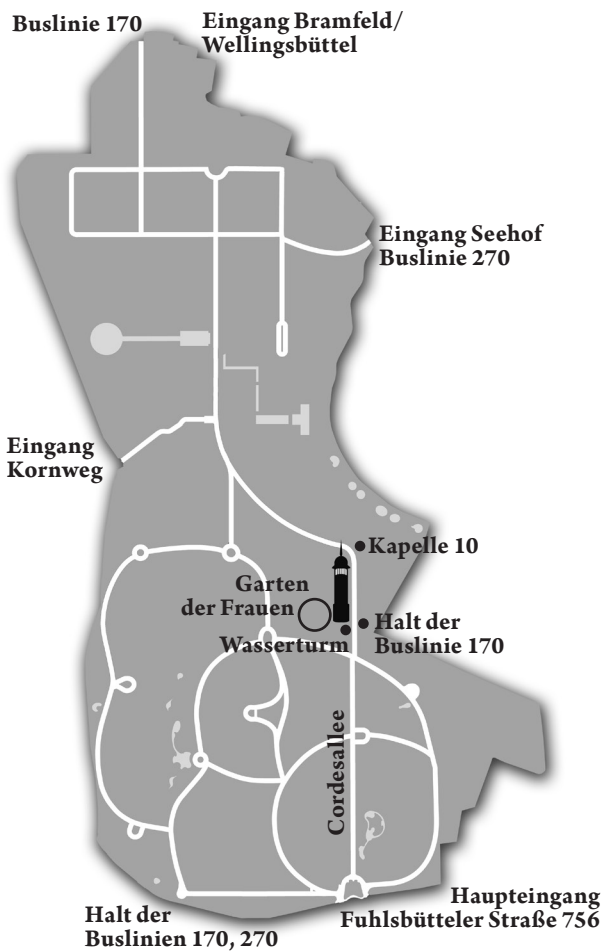 Buslinie 170
Eingang Bramfeld/
Wellingsbüttel
Eingang Seehof
Buslinie 270
Eingang
Kornweg
Kapelle 10
Garten
der Frauen
Halt der
Buslinie 170
Wasserturm
Cordesallee
Haupteingang
Fuhlsbütteler Straße 756
Halt der
Buslinien 170, 270